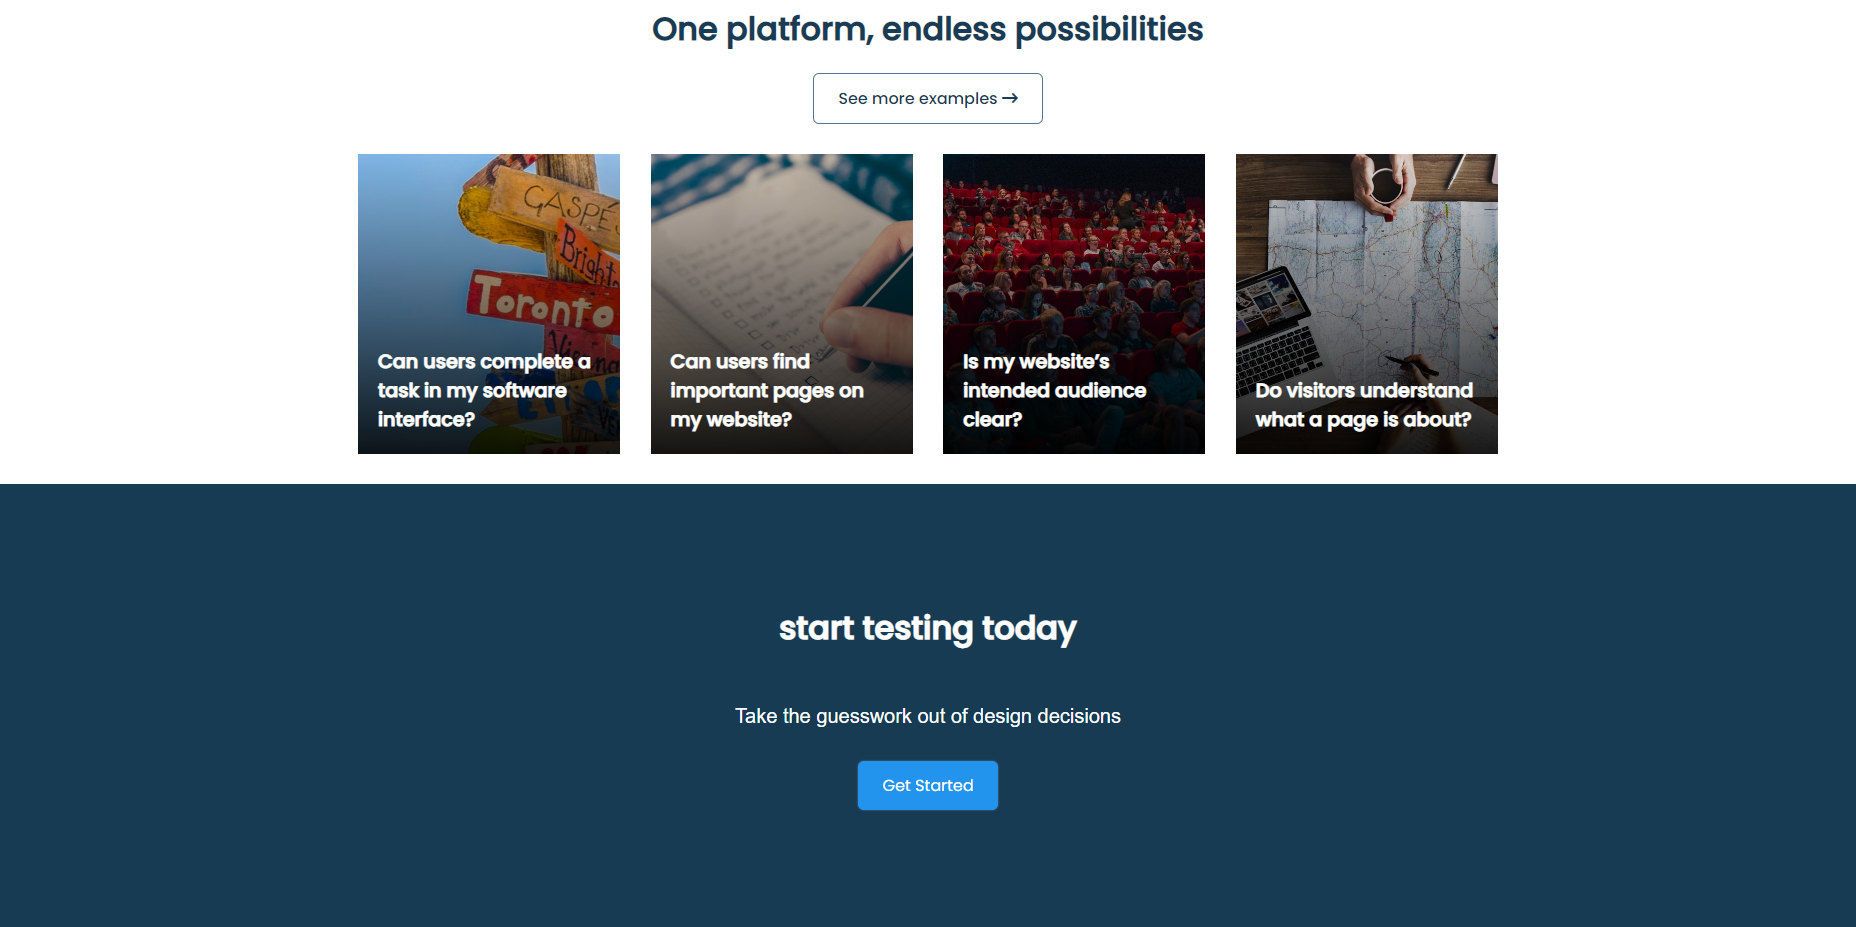 One platform, endless possibilities
See more examples →
GASPÉ
Bright
Toronto
Can users complete a
task in my software
interface?
Can users find
important pages on
my website?
Is my website’s
intended audience
clear?
Do visitors understand
what a page is about?
start testing today
Take the guesswork out of design decisions
Get Started